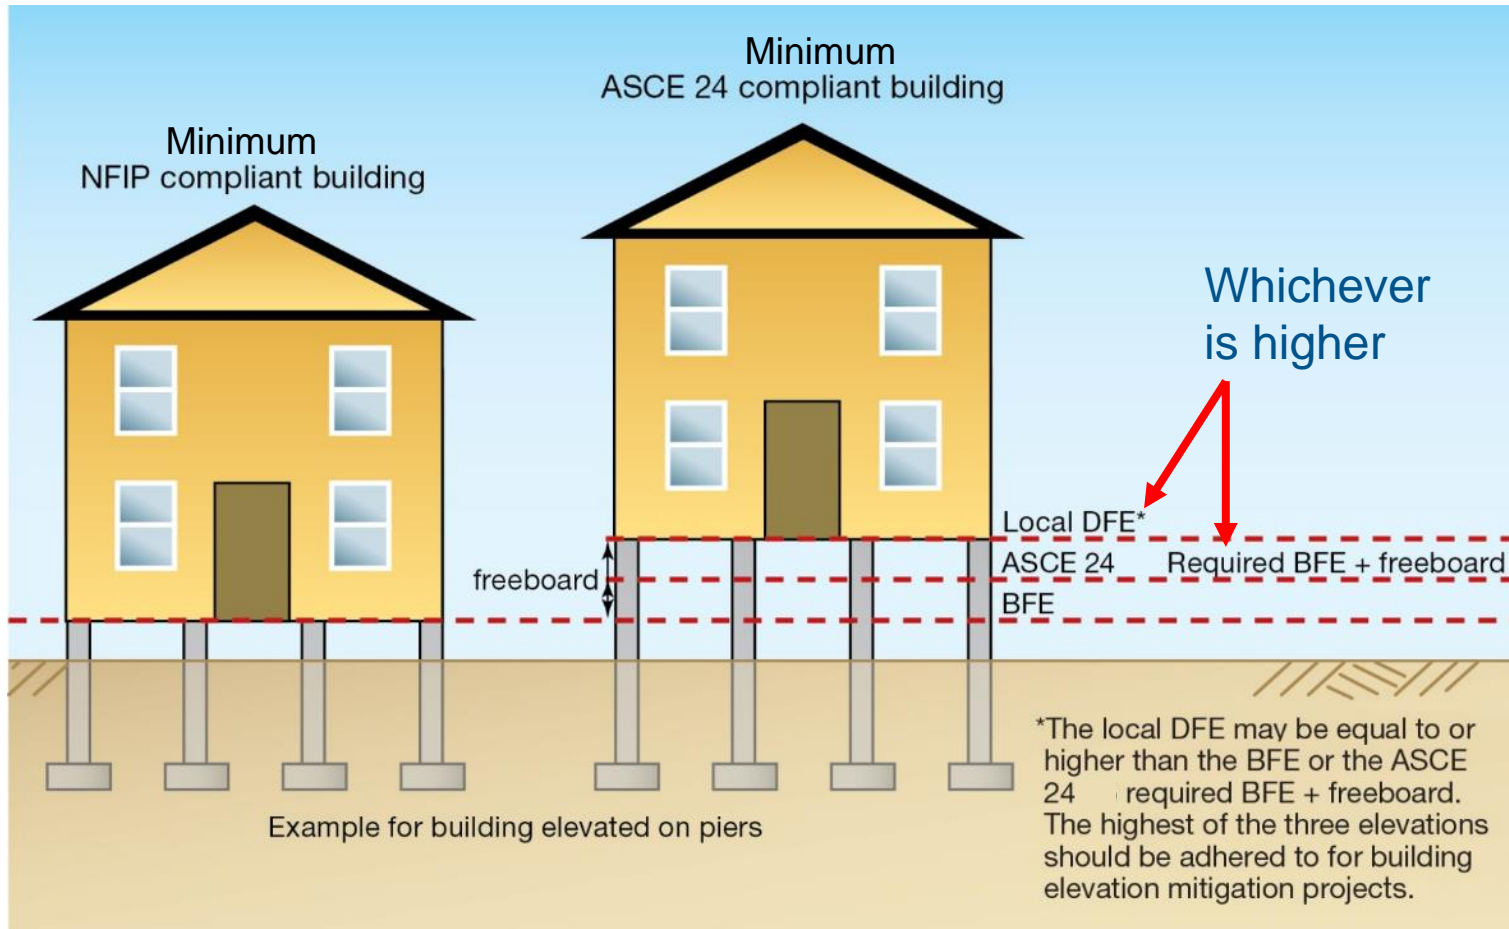 Minimum
ASCE 24 compliant building
Minimum
NFIP compliant building
Whichever
is higher
Local DFE*
freeboard
ASCE 24 Required BFE + freeboard
BFE
*The local DFE may be equal to or
higher than the BFE or the ASCE
24 required BFE + freeboard.
The highest of the three elevations
should be adhered to for building
elevation mitigation projects.
Example for building elevated on piers